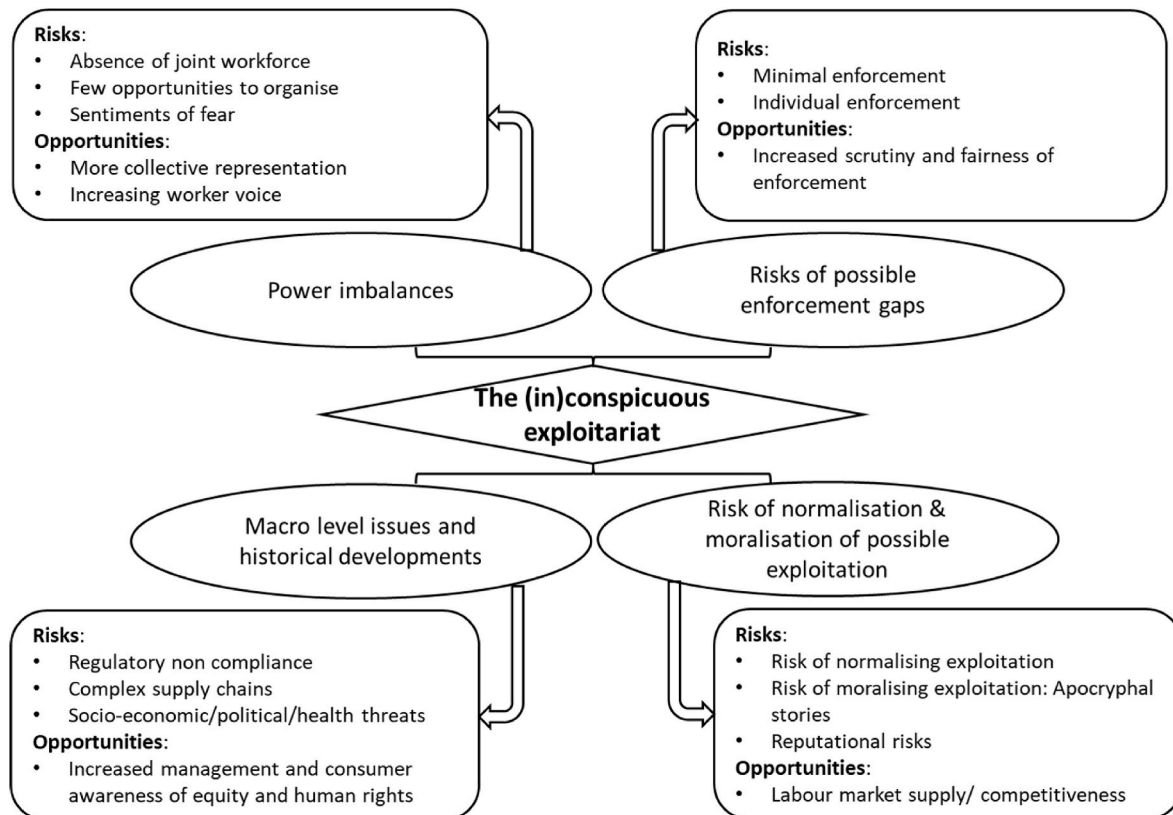 Risks:
• Absence of joint workforce
• Few opportunities to organise
• Sentiments of fear
Opportunities:
• More collective representation
• Increasing worker voice
Risks:
• Minimal enforcement
• Individual enforcement
Opportunities:
• Increased scrutiny and fairness of
enforcement
Power imbalances
Risks of possible
enforcement gaps
The (in)conspicuous
exploitariat
Macro level issues and
historical developments
Risk of normalisation &
moralisation of possible
exploitation
Risks:
• Regulatory non compliance
• Complex supply chains
• Socio-economic/political/health threats
Opportunities:
• Increased management and consumer
awareness of equity and human rights
Risks:
• Risk of normalising exploitation
• Risk of moralising exploitation: Apocryphal
stories
• Reputational risks
Opportunities:
• Labour market supply/ competitiveness